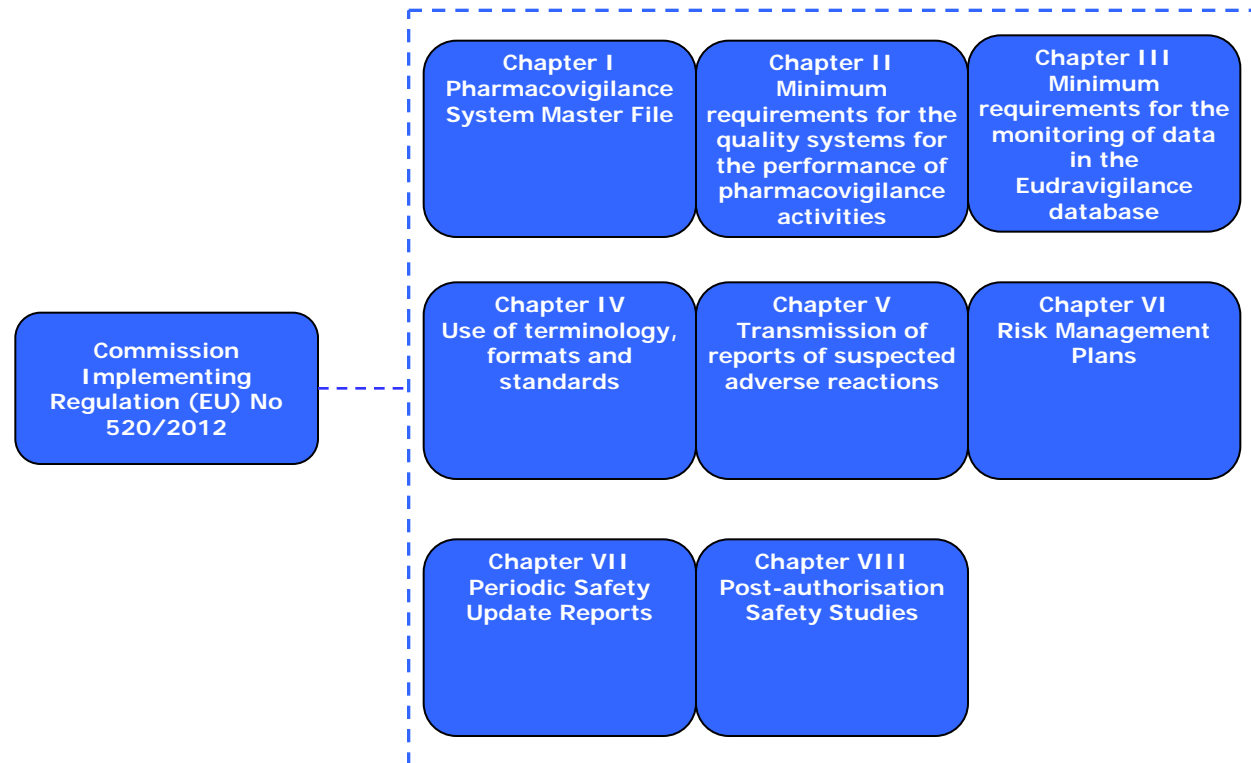 Chapter I
Pharmacovigilance
System Master File
Chapter II
Minimum
requirements for the
quality systems for
the performance of
pharmacovigilance
activities
Chapter III
Minimum
requirements for the
monitoring of data
in the
Eudravigilance
database
Commission
Implementing
Regulation (EU) No
520/2012
Chapter IV
Use of terminology,
formats and
standards
Chapter V
Transmission of
reports of suspected
adverse reactions
Chapter VI
Risk Management
Plans
Chapter VII
Periodic Safety
Update Reports
Chapter VIII
Post-authorisation
Safety Studies